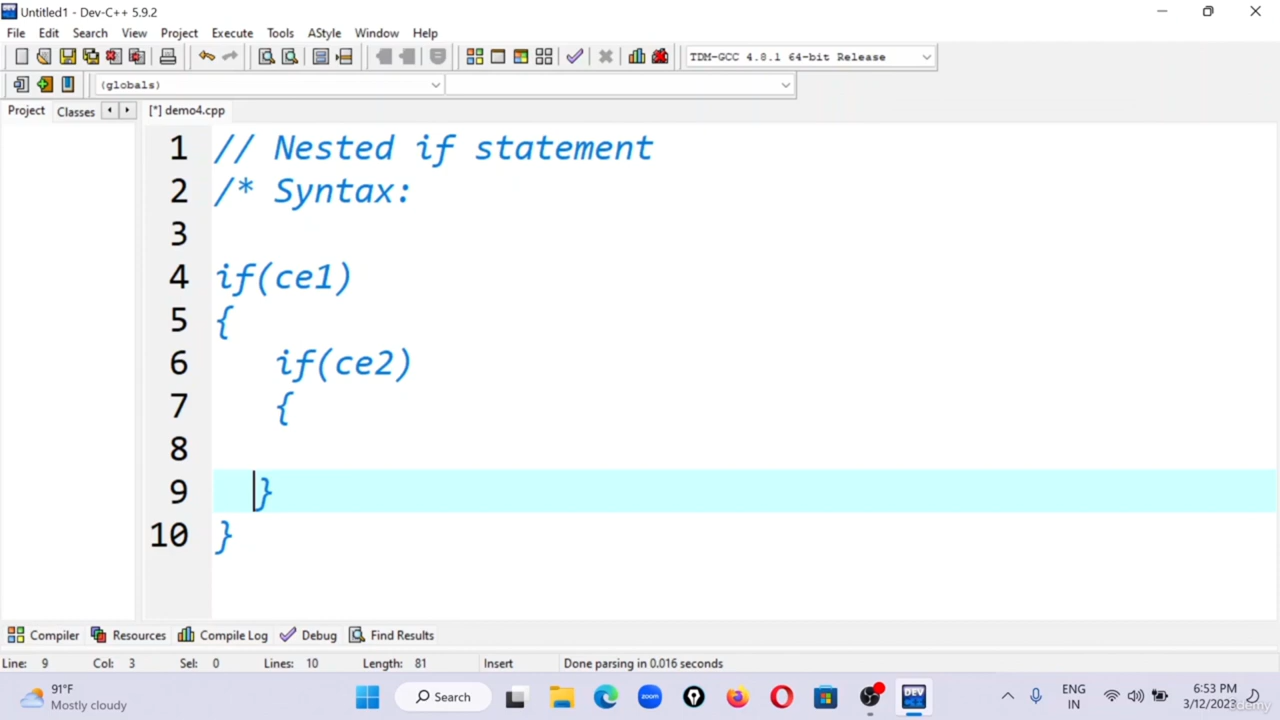 Untitled1 - Dev-C++ 5.9.2
File Edit Search View Project Execute Tools AStyle Window Help
TDM-GCC 4.8.1 64-bit Release
(globals)
Project Classes [*] demo4.cpp
1 // Nested if statement
2 /* Syntax:
3
4 if(ce1)
5 {
6 if(ce2)
7 {
8
9 }
10 }
Compiler Resources Compile Log Debug Find Results
Line: 9 Col: 3 Sel: 0 Lines: 10 Length: 81 Insert Done parsing in 0.016 seconds
91°F
Mostly cloudy
Search
zoom
DEV
ENG
IN
6:53 PM
3/12/2023
Udemy